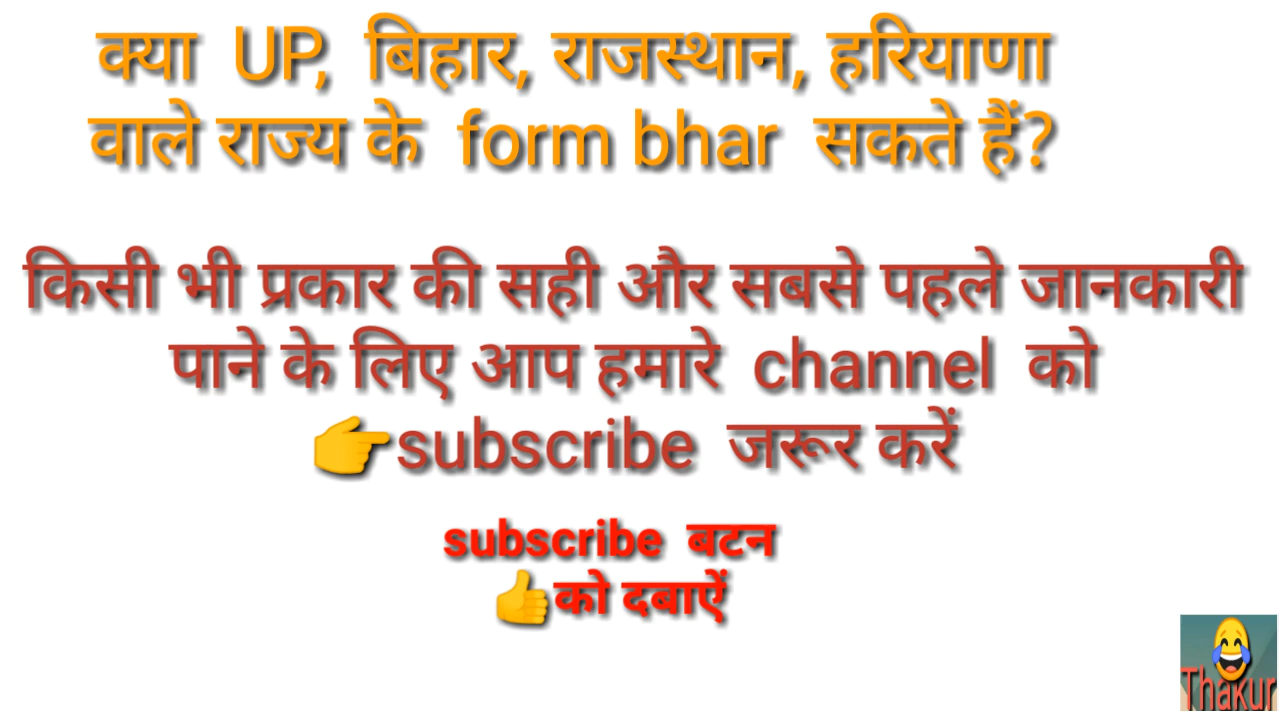 क्या UP, बिहार, राजस्थान, हरियाणा
वाले राज्य के form bhar सकते हैं?
किसी भी प्रकार की सही और सबसे पहले जानकारी
पाने के लिए आप हमारे channel को
👉subscribe जरूर करें
subscribe बटन
👍को दबाऐं
Thakur